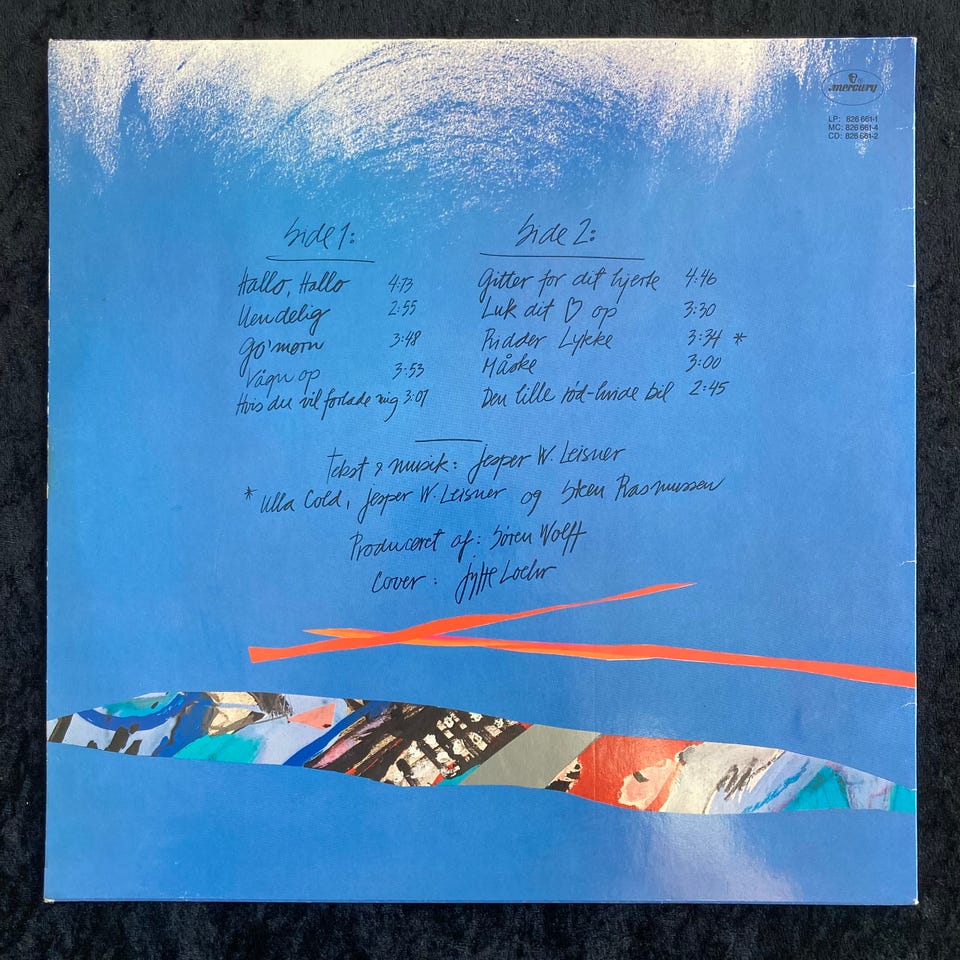 mercury
LP: 826 661-1
MC: 826 661-4
CD: 826 661-2
Side 1:
Hallo, Hallo 4:13
Uendelig 2:55
Go'morn 3:48
Vågn op 3:53
Hvis du vil forlade mig 3:07
Side 2:
Gitter for dit hjerte 4:46
Luk dit ♡ op 3:30
Pudder Lykke 3:34 *
Måske 3:00
Den lille rød-hvide bil 2:45
Tekst & musik: Jesper W. Leisner
* Ulla Cold, Jesper W. Leisner og Steen Rasmussen
Produceret af: Søren Wolff
Cover: Jytte Loehr